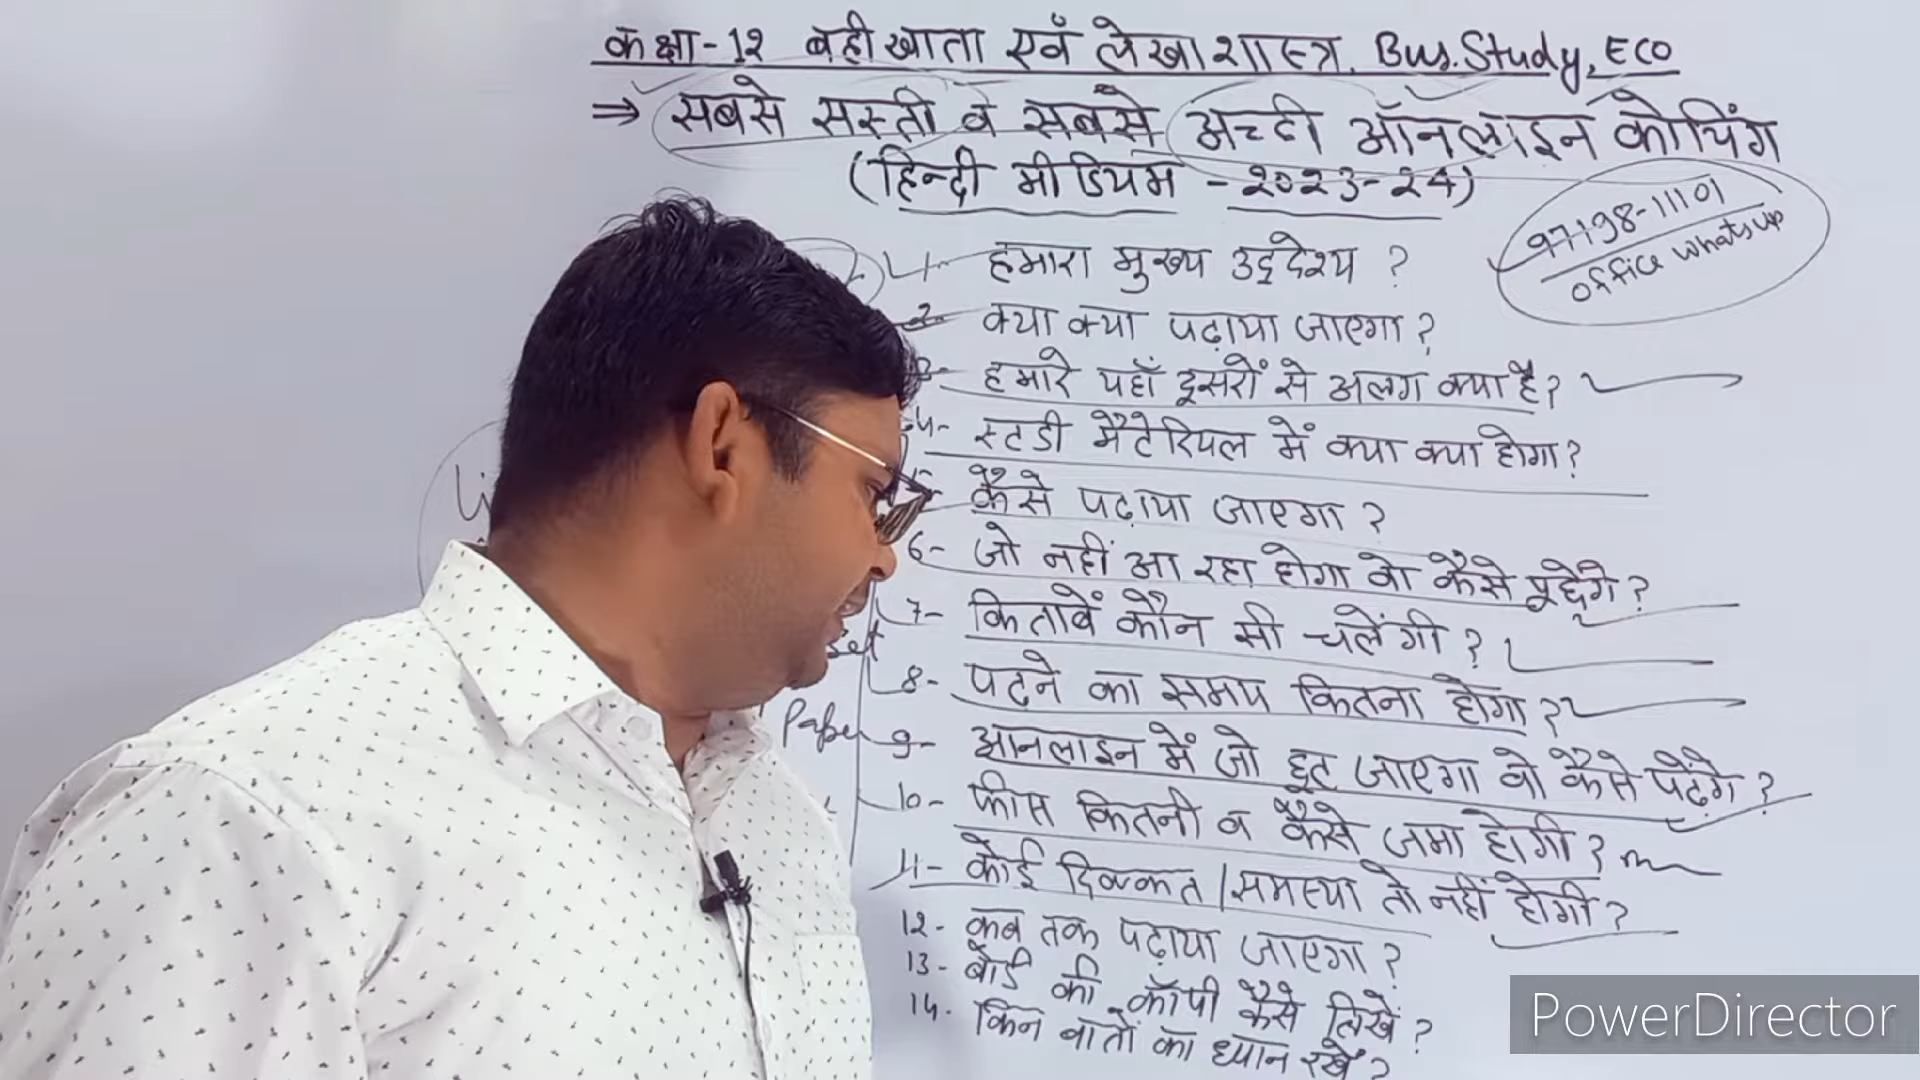 कक्षा-12 बहीखाता एवं लेखाशास्त्र, Bus. Study, ECO
⇒ सबसे सस्ती व सबसे अच्छी ऑनलाइन कोचिंग
(हिन्दी मीडियम - 2023-24)
97198-11101
office whatsup
1. हमारा मुख्य उद्देश्य ?
2. क्या क्या पढ़ाया जाएगा ?
3- हमारे यहाँ दूसरों से अलग क्या है ?
4- स्टडी मैटेरियल में क्या क्या होगा ?
कैसे पढ़ाया जाएगा ?
6- जो नहीं आ रहा होगा वो कैसे पूछेंगे ?
7- किताबें कौन सी चलेंगी ?
8- पढने का समय कितना होगा ?
Paper
9- ऑनलाइन में जो छूट जाएगा वो कैसे पढेंगे ?
10- फीस कितनी व कैसे जमा होगी ?
11- कोई दिक्कत / समस्या तो नहीं होगी ?
12- कब तक पढ़ाया जाएगा ?
13- बोर्ड की कॉपी कैसे लिखें ?
14. किन बातों का ध्यान रखें ?
PowerDirector